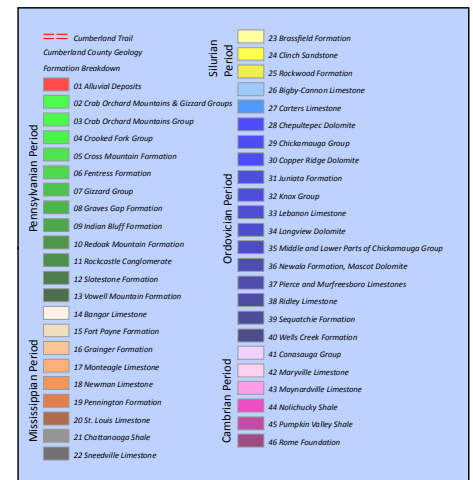 Cumberland Trail
Cumberland County Geology
Formation Breakdown
Pennsylvanian Period
01 Alluvial Deposits
02 Crab Orchard Mountains & Gizzard Groups
03 Crab Orchard Mountains Group
04 Crooked Fork Group
05 Cross Mountain Formation
06 Fentress Formation
07 Gizzard Group
08 Graves Gap Formation
09 Indian Bluff Formation
10 Redoak Mountain Formation
11 Rockcastle Conglomerate
12 Slatestone Formation
13 Vowell Mountain Formation
Mississippian Period
14 Bangor Limestone
15 Fort Payne Formation
16 Grainger Formation
17 Monteagle Limestone
18 Newman Limestone
19 Pennington Formation
20 St. Louis Limestone
21 Chattanooga Shale
22 Sneedville Limestone
Silurian
Period
23 Brassfield Formation
24 Clinch Sandstone
25 Rockwood Formation
Ordovician Period
26 Bigby-Cannon Limestone
27 Carters Limestone
28 Chepultepec Dolomite
29 Chickamauga Group
30 Copper Ridge Dolomite
31 Juniata Formation
32 Knox Group
33 Lebanon Limestone
34 Longview Dolomite
35 Middle and Lower Parts of Chickamauga Group
36 Newala Formation, Mascot Dolomite
37 Pierce and Murfreesboro Limestones
38 Ridley Limestone
39 Sequatchie Formation
40 Wells Creek Formation
Cambrian Period
41 Conasauga Group
42 Maryville Limestone
43 Maynardville Limestone
44 Nolichucky Shale
45 Pumpkin Valley Shale
46 Rome Foundation